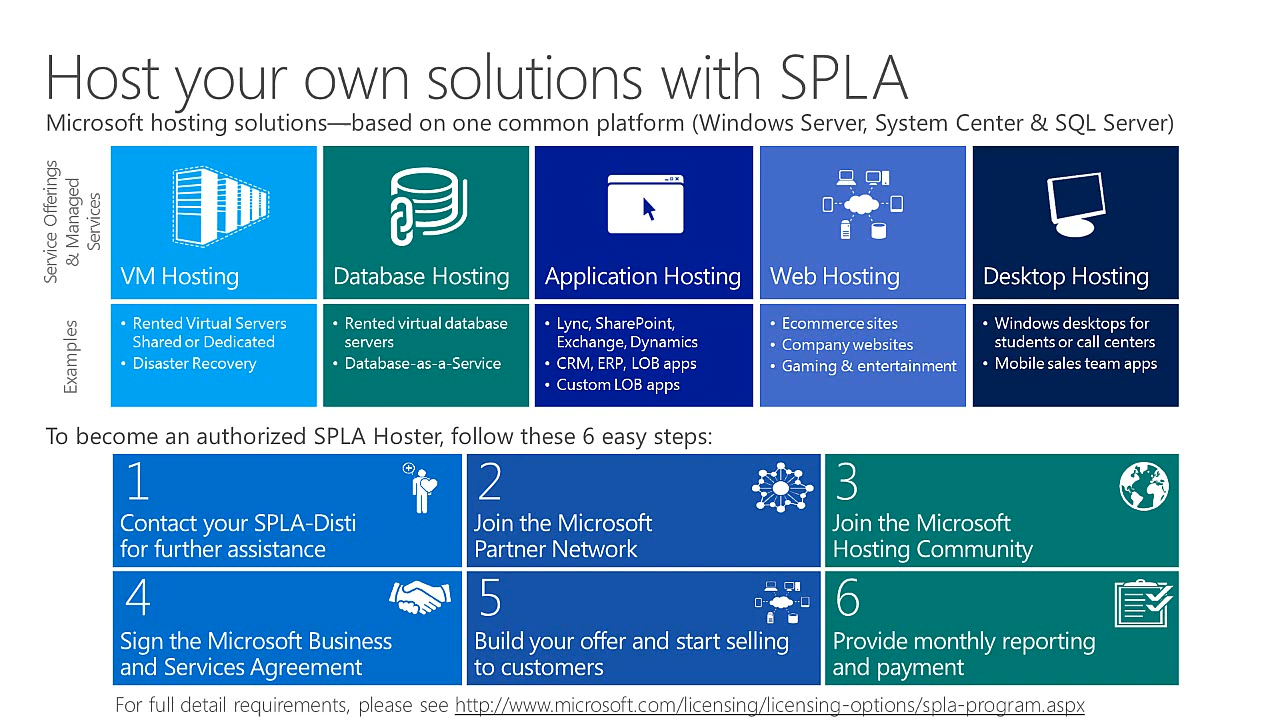 Host your own solutions with SPLA
Microsoft hosting solutions—based on one common platform (Windows Server, System Center & SQL Server)
Service Offerings
& Managed
Services
VM Hosting
Database Hosting
Application Hosting
Web Hosting
Desktop Hosting
Examples
• Rented Virtual Servers
Shared or Dedicated
• Disaster Recovery
• Rented virtual database
servers
• Database-as-a-Service
• Lync, SharePoint,
Exchange, Dynamics
• CRM, ERP, LOB apps
• Custom LOB apps
• Ecommerce sites
• Company websites
• Gaming & entertainment
• Windows desktops for
students or call centers
• Mobile sales team apps
To become an authorized SPLA Hoster, follow these 6 easy steps:
1
Contact your SPLA-Disti
for further assistance
2
Join the Microsoft
Partner Network
3
Join the Microsoft
Hosting Community
4
Sign the Microsoft Business
and Services Agreement
5
Build your offer and start selling
to customers
6
Provide monthly reporting
and payment
For full detail requirements, please see http://www.microsoft.com/licensing/licensing-options/spla-program.aspx